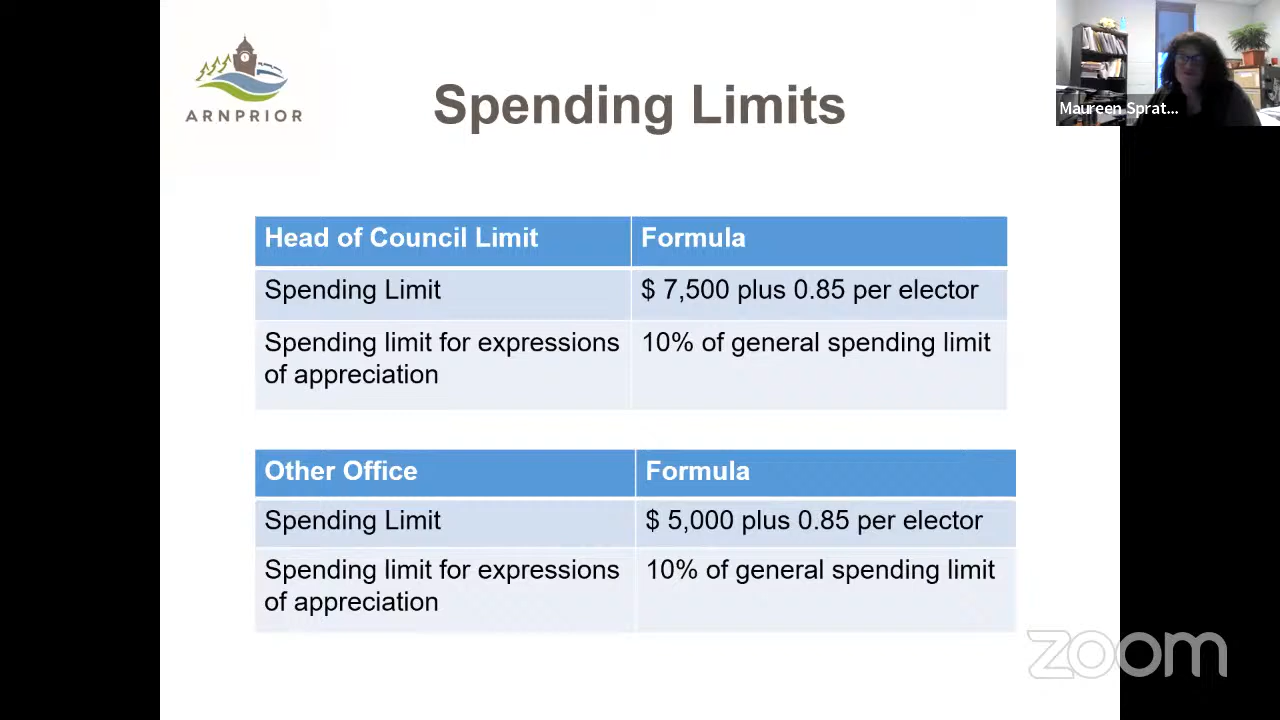 ARNPRIOR
Spending Limits
Maureen Sprat...
Head of Council Limit
Formula
Spending Limit
$ 7,500 plus 0.85 per elector
Spending limit for expressions
of appreciation
10% of general spending limit
Other Office
Formula
Spending Limit
$ 5,000 plus 0.85 per elector
Spending limit for expressions
of appreciation
10% of general spending limit
zoom